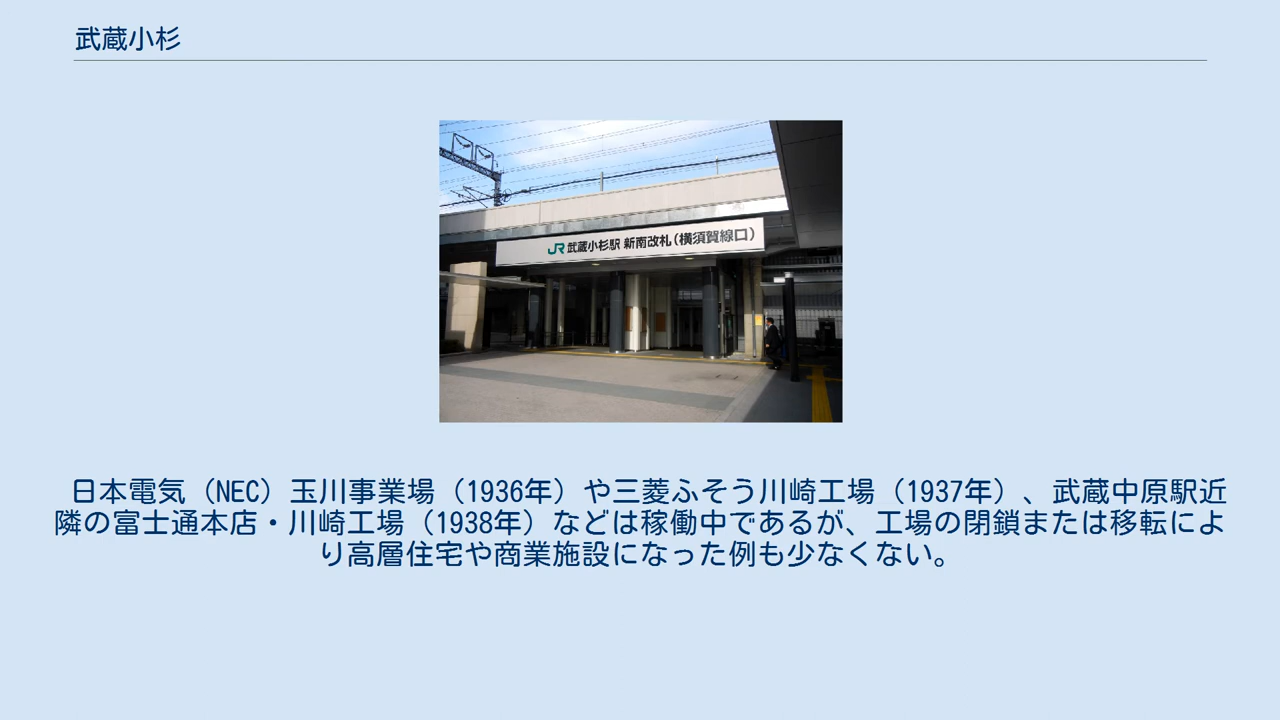 武蔵小杉
JR 武蔵小杉駅 新南改札(横須賀線口)
日本電気（NEC）玉川事業場（1936年）や三菱ふそう川崎工場（1937年）、武蔵中原駅近
隣の富士通本店・川崎工場（1938年）などは稼働中であるが、工場の閉鎖または移転によ
り高層住宅や商業施設になった例も少なくない。